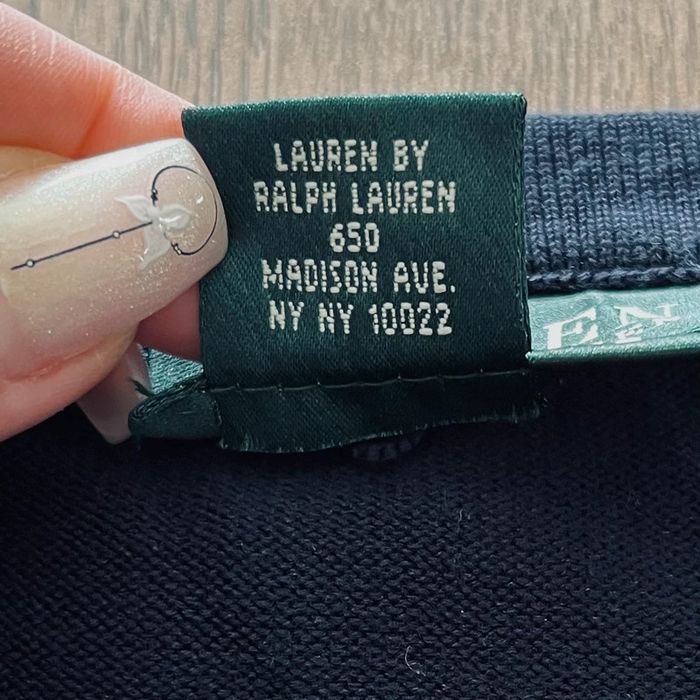 LAUREN BY
RALPH LAUREN
650
MADISON AVE.
NY NY 10022